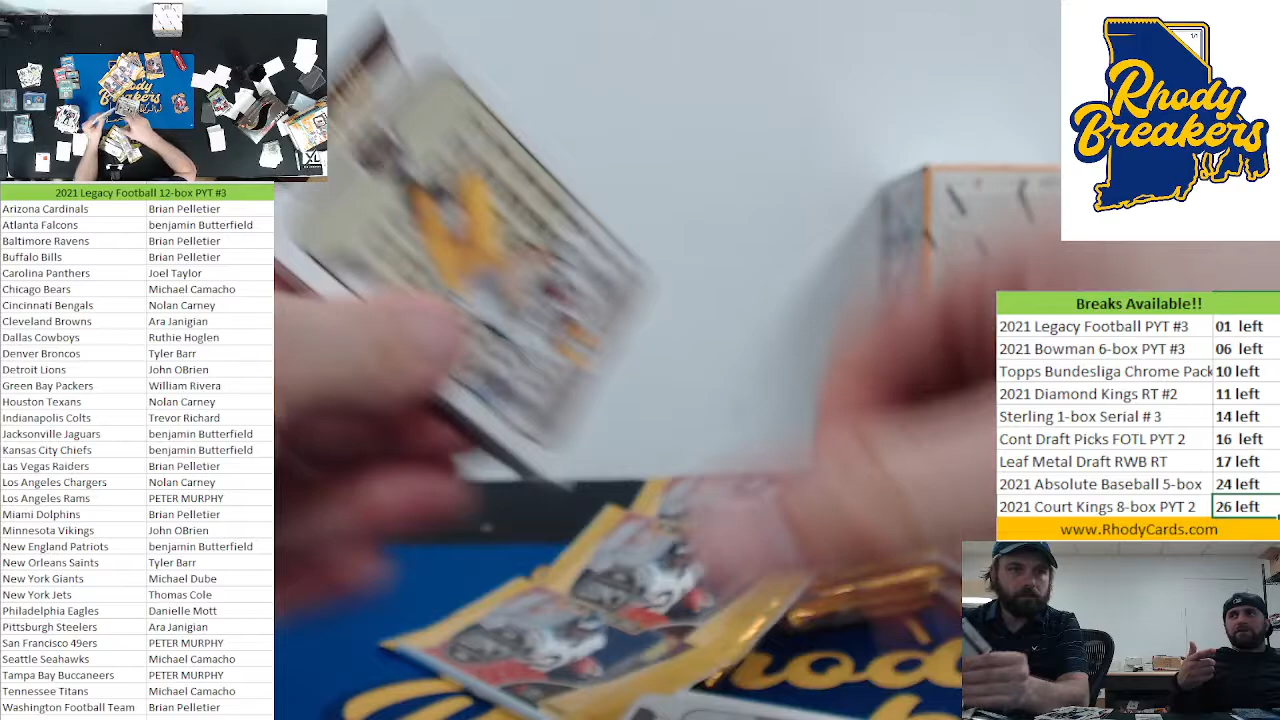 2021 Legacy Football 12-box PYT #3
Arizona Cardinals Brian Pelletier
Atlanta Falcons benjamin Butterfield
Baltimore Ravens Brian Pelletier
Buffalo Bills Brian Pelletier
Carolina Panthers Joel Taylor
Chicago Bears Michael Camacho
Cincinnati Bengals Nolan Carney
Cleveland Browns Ara Janigian
Dallas Cowboys Ruthie Hoglen
Denver Broncos Tyler Barr
Detroit Lions John OBrien
Green Bay Packers William Rivera
Houston Texans Nolan Carney
Indianapolis Colts Trevor Richard
Jacksonville Jaguars benjamin Butterfield
Kansas City Chiefs benjamin Butterfield
Las Vegas Raiders Brian Pelletier
Los Angeles Chargers Nolan Carney
Los Angeles Rams PETER MURPHY
Miami Dolphins Brian Pelletier
Minnesota Vikings John OBrien
New England Patriots benjamin Butterfield
New Orleans Saints Tyler Barr
New York Giants Michael Dube
New York Jets Thomas Cole
Philadelphia Eagles Danielle Mott
Pittsburgh Steelers Ara Janigian
San Francisco 49ers PETER MURPHY
Seattle Seahawks Michael Camacho
Tampa Bay Buccaneers PETER MURPHY
Tennessee Titans Michael Camacho
Washington Football Team Brian Pelletier
Rhody
Breakers
Rhody
Breakers
Breaks Available!!
2021 Legacy Football PYT #3 01 left
2021 Bowman 6-box PYT #3 06 left
Topps Bundesliga Chrome Pack 10 left
2021 Diamond Kings RT #2 11 left
Sterling 1-box Serial # 3 14 left
Cont Draft Picks FOTL PYT 2 16 left
Leaf Metal Draft RWB RT 17 left
2021 Absolute Baseball 5-box 24 left
2021 Court Kings 8-box PYT 2 26 left
www.RhodyCards.com